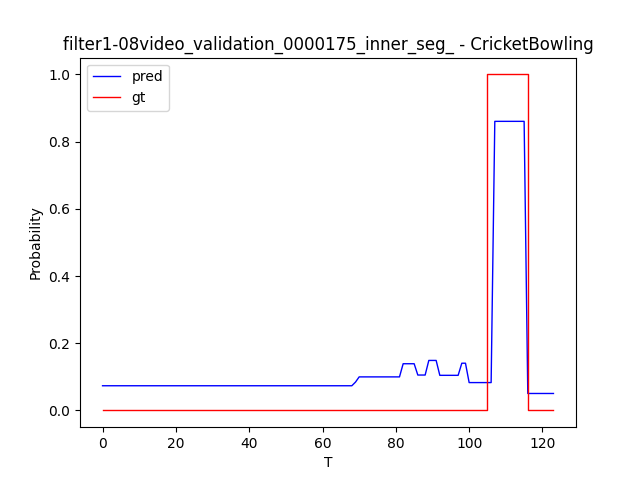 filter1-08video_validation_0000175_inner_seg_ - CricketBowling
pred
gt
1.0
0.8
0.6
0.4
0.2
0.0
Probability
0 20 40 60 80 100 120
T